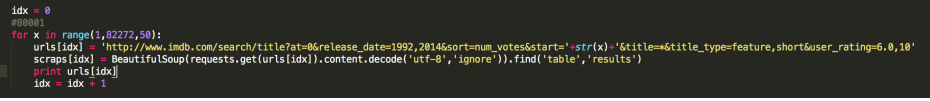 idx = 0
#80001
for x in range(1,82272,50):
urls[idx] = 'http://www.imdb.com/search/title?at=0&release_date=1992,2014&sort=num_votes&start='+str(x)+'&title=*&title_type=feature,short&user_rating=6.0,10'
scraps[idx] = BeautifulSoup(requests.get(urls[idx]).content.decode('utf-8','ignore')).find('table','results')
print urls[idx]
idx = idx + 1